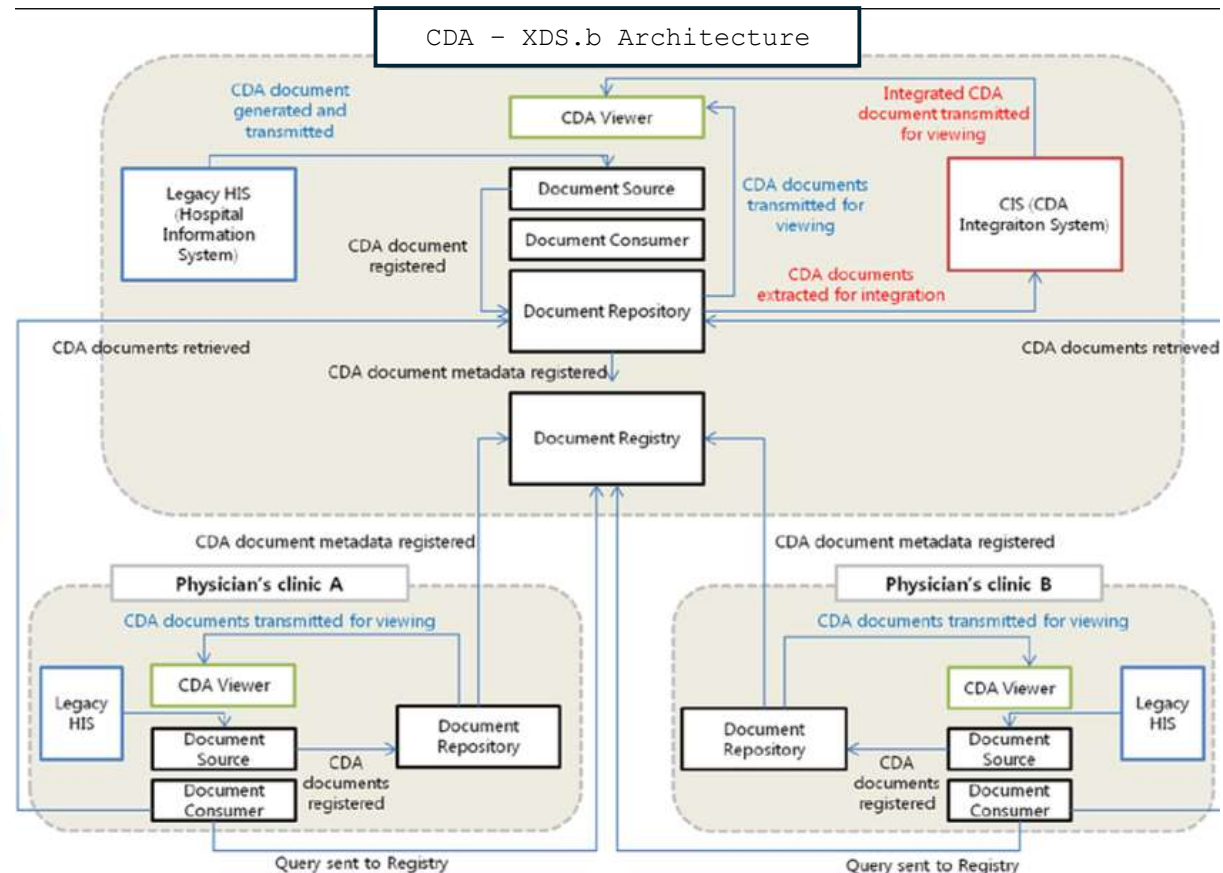 CDA – XDS.b Architecture
CDA document
generated and
transmitted
CDA Viewer
Integrated CDA
document transmitted
for viewing
Legacy HIS
(Hospital
Information
System)
Document Source
CDA documents
transmitted for
viewing
CIS (CDA
Integraiton System)
Document Consumer
CDA document
registered
CDA documents
extracted for integration
Document Repository
CDA documents retrieved
CDA documents retrieved
CDA document metadata registered
Document Registry
CDA document metadata registered
CDA document metadata registered
Physician's clinic A
CDA documents transmitted for viewing
CDA Viewer
Legacy
HIS
Document
Source
Document
Repository
CDA
documents
registered
Document
Consumer
Query sent to Registry
Physician's clinic B
CDA documents transmitted for viewing
CDA Viewer
Legacy
HIS
Document
Repository
Document
Source
CDA
documents
registered
Document
Consumer
Query sent to Registry